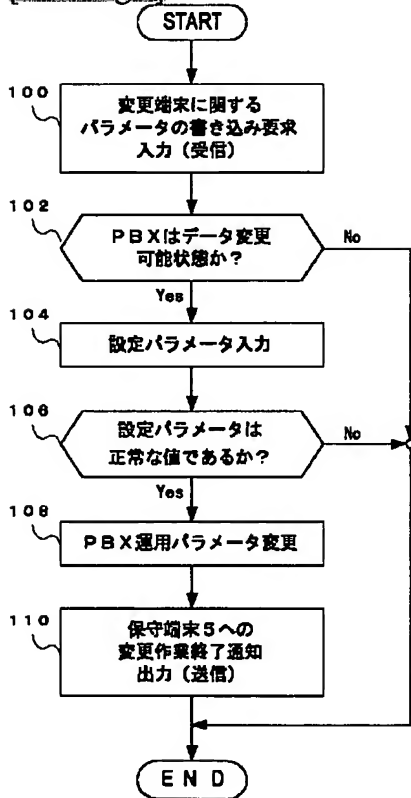 START
100
変更端末に関する
パラメータの書き込み要求
入力（受信）
102
PBXはデータ変更
可能状態か？
No
Yes
104
設定パラメータ入力
106
設定パラメータは
正常な値であるか？
No
Yes
108
PBX運用パラメータ変更
110
保守端末5への
変更作業終了通知
出力（送信）
END